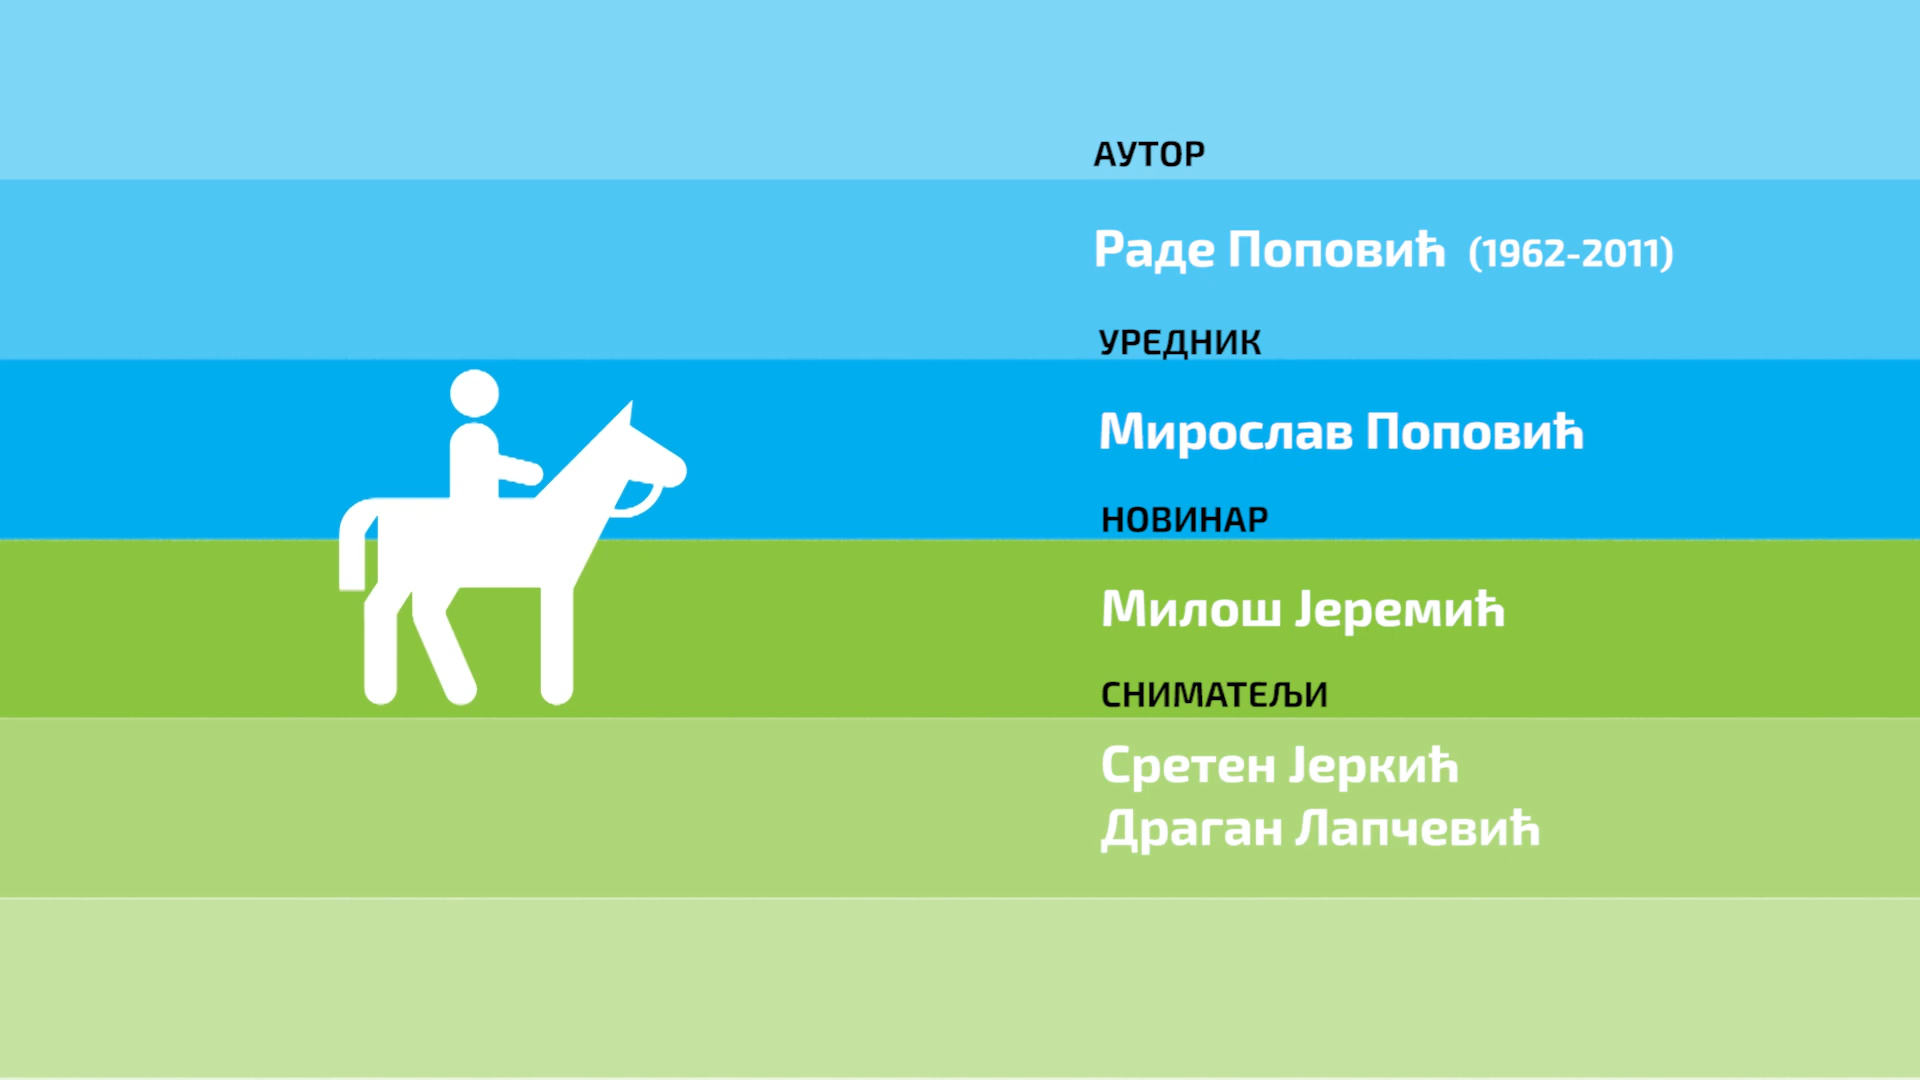 АУТОР
Раде Поповић (1962-2011)
УРЕДНИК
Мирослав Поповић
НОВИНАР
Милош Јеремић
СНИМАТЕЉИ
Сретен Јеркић
Драган Лапчевић